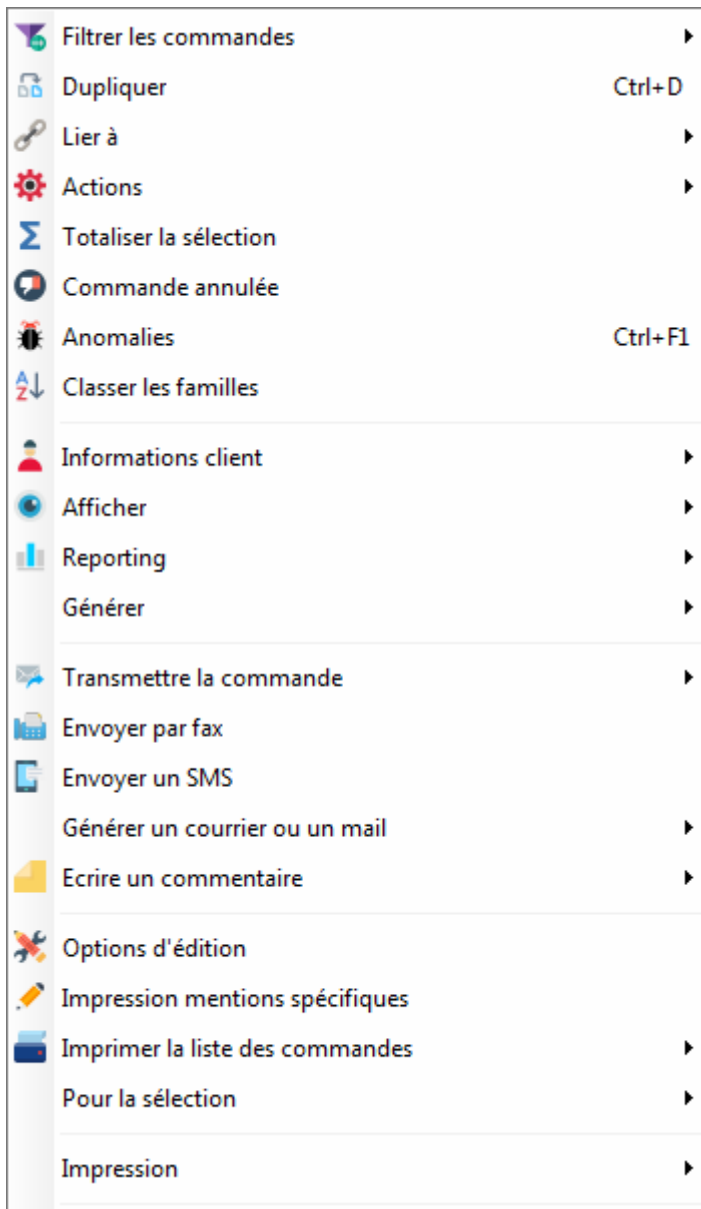 Filtrer les commandes
Dupliquer Ctrl+D
Lier à
Actions
Totaliser la sélection
Commande annulée
Anomalies Ctrl+F1
Classer les familles
Informations client
Afficher
Reporting
Générer
Transmettre la commande
Envoyer par fax
Envoyer un SMS
Générer un courrier ou un mail
Ecrire un commentaire
Options d'édition
Impression mentions spécifiques
Imprimer la liste des commandes
Pour la sélection
Impression